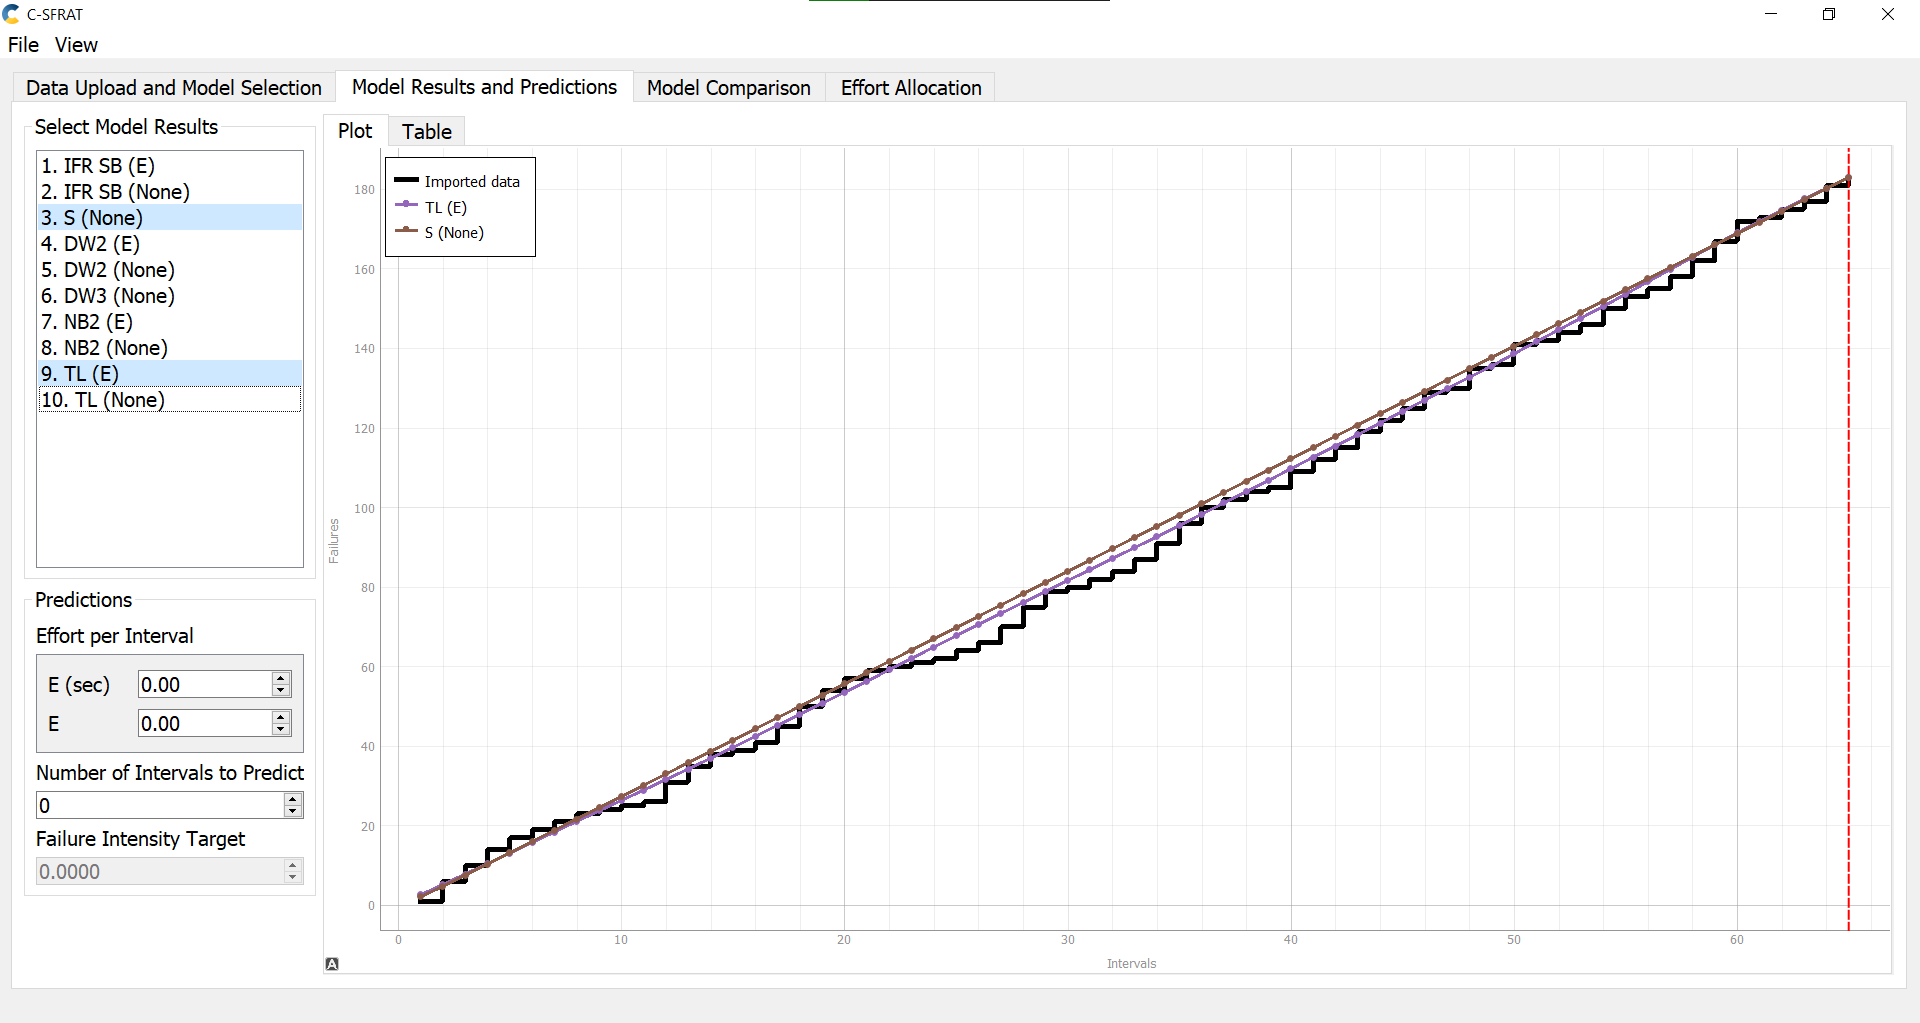 C-SFRAT
File View
Data Upload and Model Selection Model Results and Predictions Model Comparison Effort Allocation
Select Model Results
1. IFR SB (E)
2. IFR SB (None)
3. S (None)
4. DW2 (E)
5. DW2 (None)
6. DW3 (None)
7. NB2 (E)
8. NB2 (None)
9. TL (E)
10. TL (None)
Predictions
Effort per Interval
E (sec) 0.00
E 0.00
Number of Intervals to Predict
0
Failure Intensity Target
0.0000
Plot Table
Imported data
TL (E)
S (None)
Failures
180
160
140
120
100
80
60
40
20
0
0 10 20 30 40 50 60
Intervals
A